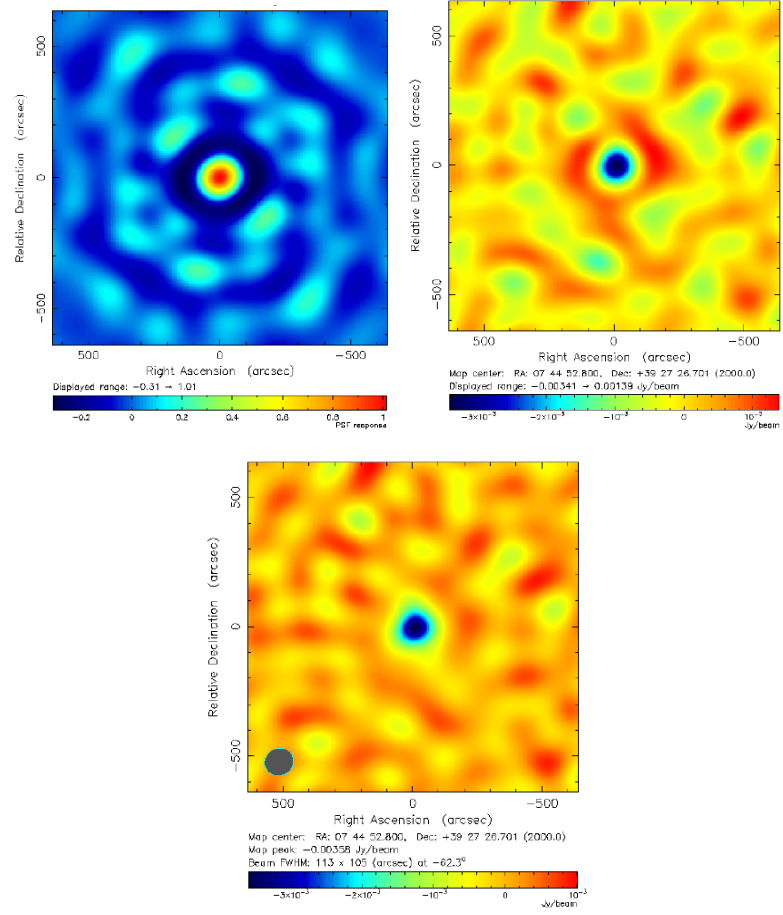 500
0
−500
Relative Declination (arcsec)
500 0 −500
Right Ascension (arcsec)
Displayed range: −0.31 → 1.01
−0.2 0 0.2 0.4 0.6 0.8 1
PSF response
500
0
−500
Relative Declination (arcsec)
500 0 −500
Right Ascension (arcsec)
Map center: RA: 07 44 52.800, Dec: +39 27 26.701 (2000.0)
Displayed range: −0.00341 → 0.00139 Jy/beam
−3×10⁻³ −2×10⁻³ −10⁻³ 0 10⁻³
Jy/beam
500
0
−500
Relative Declination (arcsec)
500 0 −500
Right Ascension (arcsec)
Map center: RA: 07 44 52.800, Dec: +39 27 26.701 (2000.0)
Map peak: −0.00358 Jy/beam
Beam FWHM: 113 x 105 (arcsec) at −62.3°
−3×10⁻³ −2×10⁻³ −10⁻³ 0 10⁻³
Jy/beam